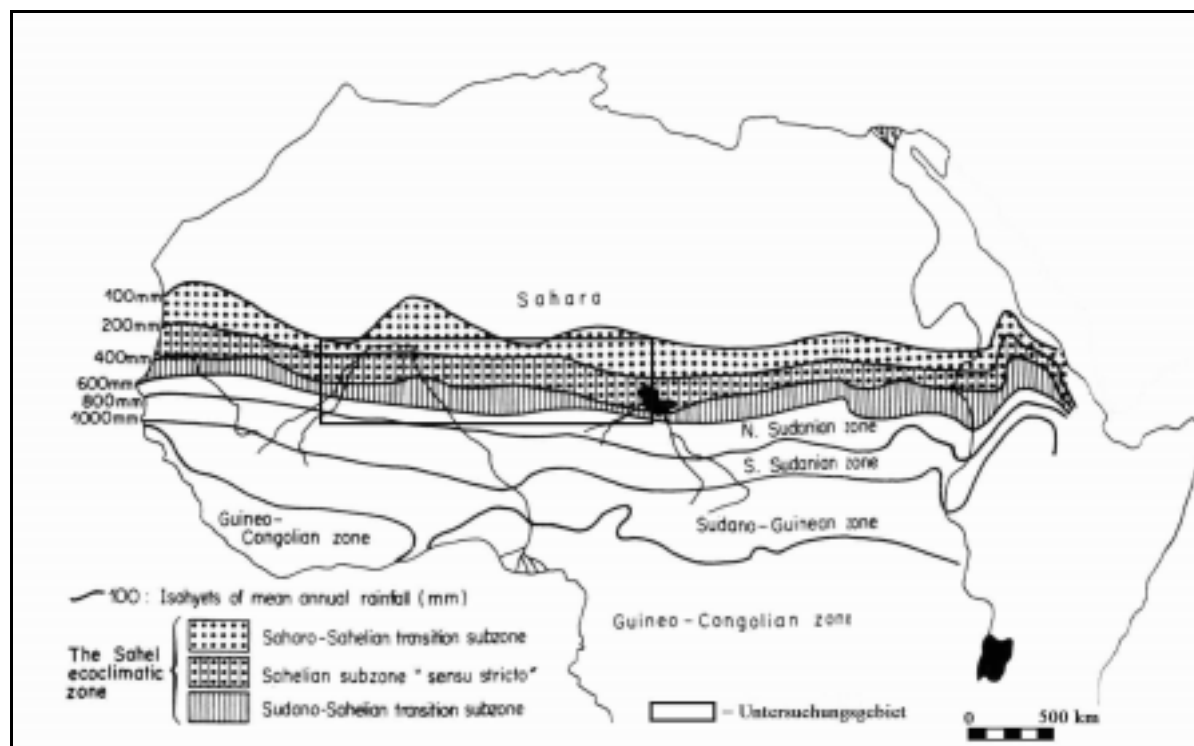 Sahara
100mm
200mm
400mm
600mm
800mm
1000mm
N. Sudanian zone
S. Sudanian zone
Sudano-Guinean zone
Guineo-
Congolian zone
Guineo-Congolian zone
100 : Isohyets of mean annual rainfall (mm)
The Sahel
ecoclimatic
zone
Saharo-Sahelian transition subzone
Sahelian subzone "sensu stricto"
Sudano-Sahelian transition subzone
= Untersuchungsgebiet
0 500 km